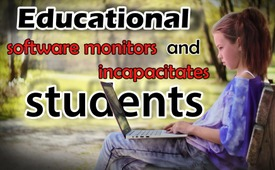 Educational
software monitors and
incapacitates
students